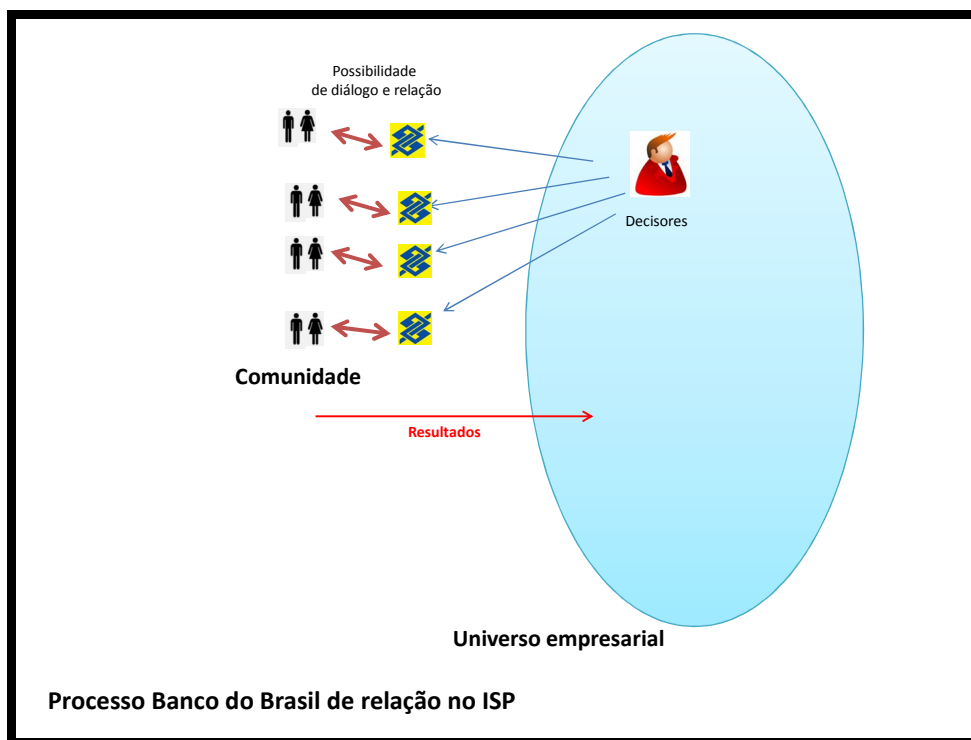 Possibilidade
de diálogo e relação
Decisores
Comunidade
Resultados
Universo empresarial
Processo Banco do Brasil de relação no ISP